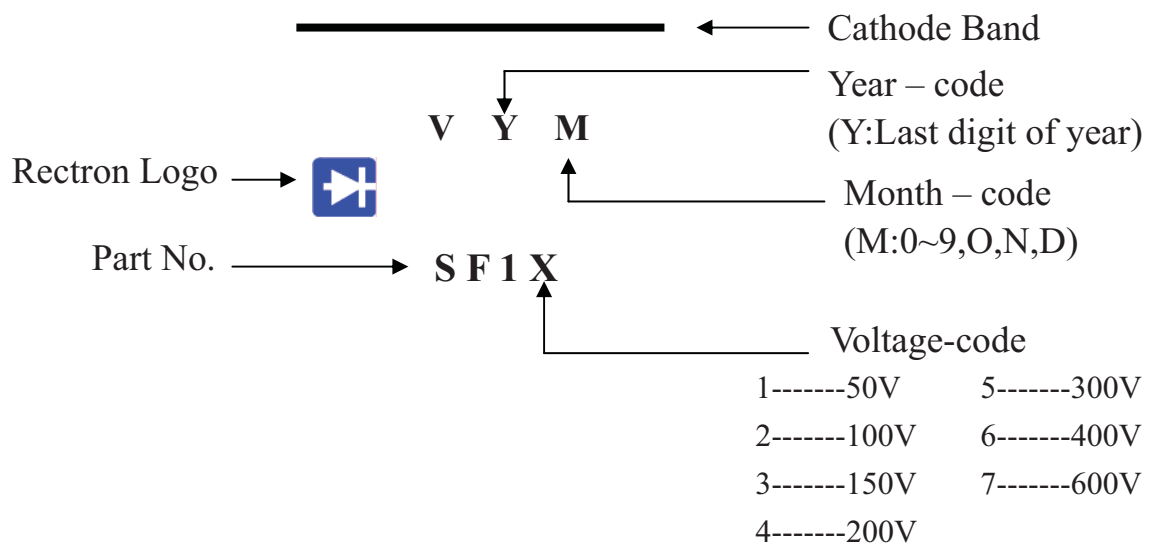 Cathode Band
Year – code
(Y:Last digit of year)
V Y M
Rectron Logo
Month – code
(M:0~9,O,N,D)
Part No.
S F 1 X
Voltage-code
1-------50V 5-------300V
2-------100V 6-------400V
3-------150V 7-------600V
4-------200V